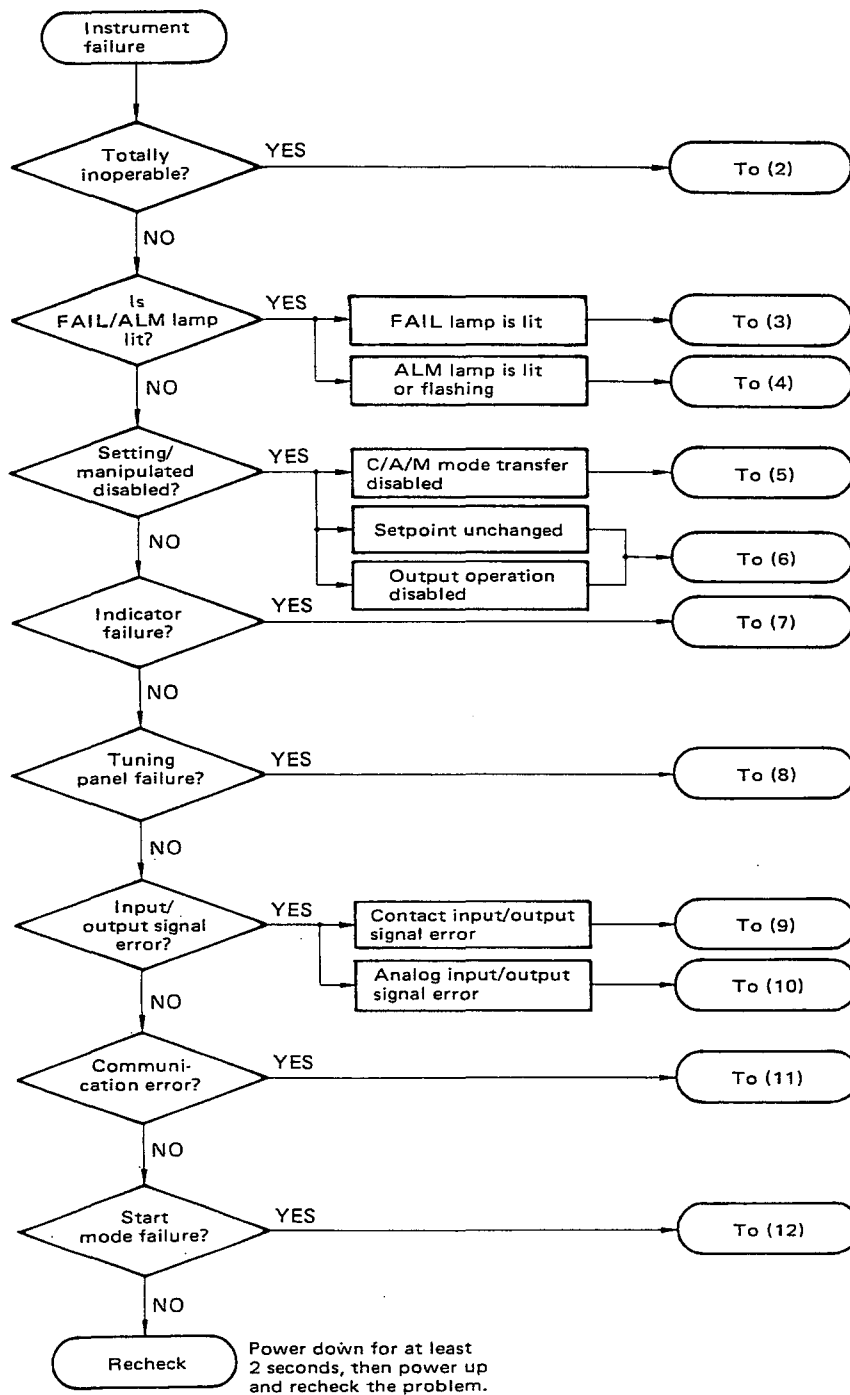 Instrument
failure
Totally
inoperable?
YES
To (2)
NO
Is
FAIL/ALM lamp
lit?
YES
FAIL lamp is lit
To (3)
ALM lamp is lit
or flashing
To (4)
NO
Setting/
manipulated
disabled?
YES
C/A/M mode transfer
disabled
To (5)
Setpoint unchanged
Output operation
disabled
To (6)
NO
Indicator
failure?
YES
To (7)
NO
Tuning
panel failure?
YES
To (8)
NO
Input/
output signal
error?
YES
Contact input/output
signal error
To (9)
Analog input/output
signal error
To (10)
NO
Communi-
cation error?
YES
To (11)
NO
Start
mode failure?
YES
To (12)
NO
Recheck
Power down for at least
2 seconds, then power up
and recheck the problem.